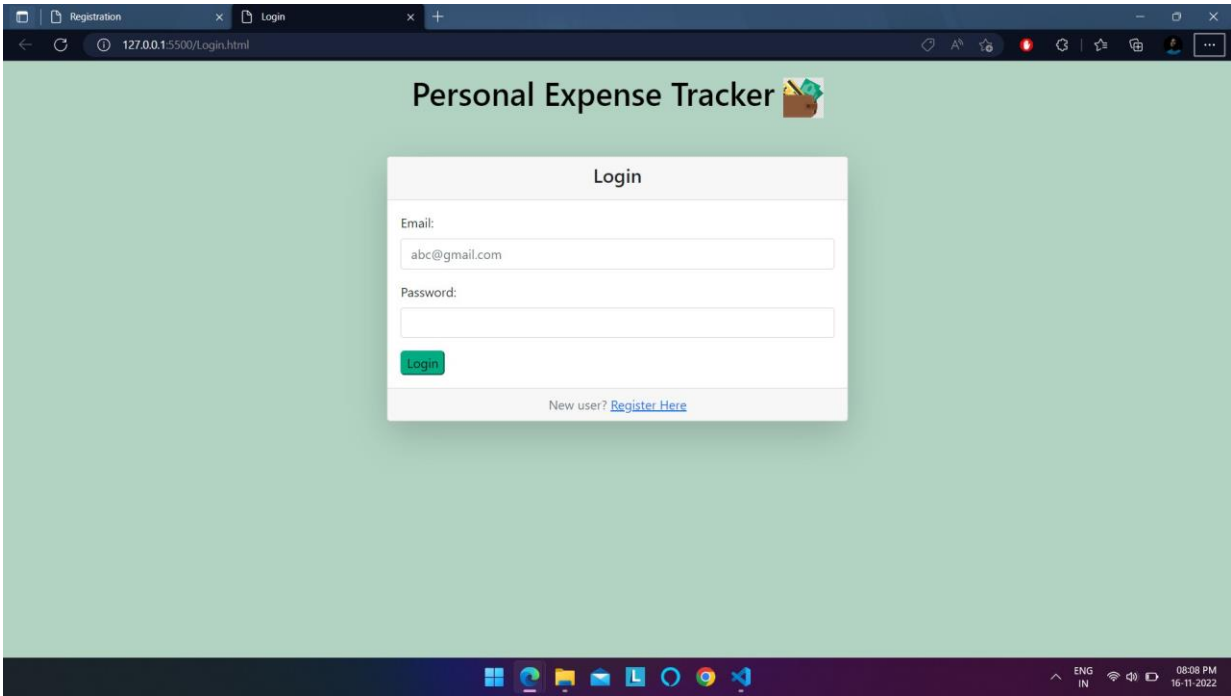 Registration
Login
127.0.0.1:5500/Login.html
Personal Expense Tracker
Login
Email:
abc@gmail.com
Password:
Login
New user? Register Here
L
ENG
IN
08:08 PM
16-11-2022